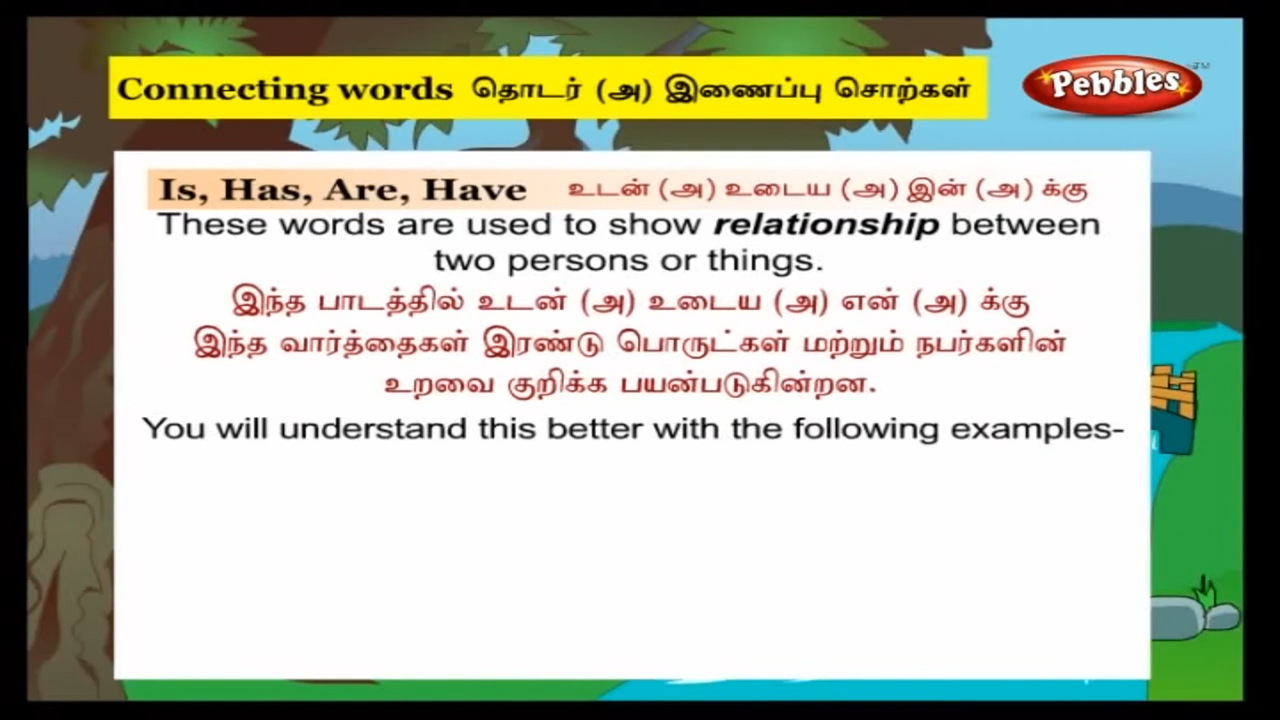 Connecting words தொடர் (அ) இணைப்பு சொற்கள்
Pebbles TM
Is, Has, Are, Have உடன் (அ) உடைய (அ) இன் (அ) க்கு
These words are used to show relationship between
two persons or things.
இந்த பாடத்தில் உடன் (அ) உடைய (அ) என் (அ) க்கு
இந்த வார்த்தைகள் இரண்டு பொருட்கள் மற்றும் நபர்களின்
உறவை குறிக்க பயன்படுகின்றன.
You will understand this better with the following examples-